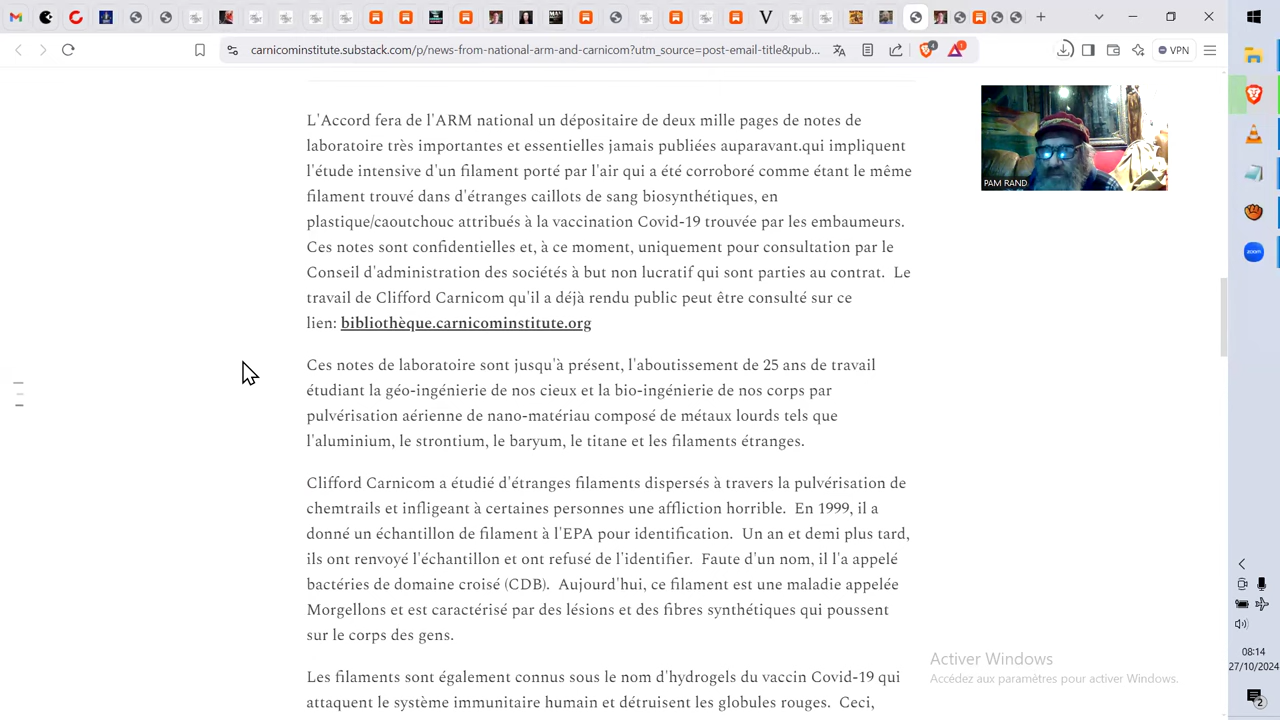 carnicominstitute.substack.com/p/news-from-national-arm-and-carnicom?utm_source=post-email-title&pub...
4
1
VPN
L'Accord fera de l'ARM national un dépositaire de deux mille pages de notes de
laboratoire très importantes et essentielles jamais publiées auparavant.qui impliquent
l'étude intensive d'un filament porté par l'air qui a été corroboré comme étant le même
filament trouvé dans d'étranges caillots de sang biosynthétiques, en
plastique/caoutchouc attribués à la vaccination Covid-19 trouvée par les embaumeurs.
Ces notes sont confidentielles et, à ce moment, uniquement pour consultation par le
Conseil d'administration des sociétés à but non lucratif qui sont parties au contrat.  Le
travail de Clifford Carnicom qu'il a déjà rendu public peut être consulté sur ce
lien: bibliothèque.carnicominstitute.org
Ces notes de laboratoire sont jusqu'à présent, l'aboutissement de 25 ans de travail
étudiant la géo-ingénierie de nos cieux et la bio-ingénierie de nos corps par
pulvérisation aérienne de nano-matériau composé de métaux lourds tels que
l'aluminium, le strontium, le baryum, le titane et les filaments étranges.
Clifford Carnicom a étudié d'étranges filaments dispersés à travers la pulvérisation de
chemtrails et infligeant à certaines personnes une affliction horrible.  En 1999, il a
donné un échantillon de filament à l'EPA pour identification.  Un an et demi plus tard,
ils ont renvoyé l'échantillon et ont refusé de l'identifier.  Faute d'un nom, il l'a appelé
bactéries de domaine croisé (CDB).  Aujourd'hui, ce filament est une maladie appelée
Morgellons et est caractérisé par des lésions et des fibres synthétiques qui poussent
sur le corps des gens.
Les filaments sont également connus sous le nom d'hydrogels du vaccin Covid-19 qui
attaquent le système immunitaire humain et détruisent les globules rouges.  Ceci,
PAM RAND
zoom
Activer Windows
Accédez aux paramètres pour activer Windows.
08:14
27/10/2024
2